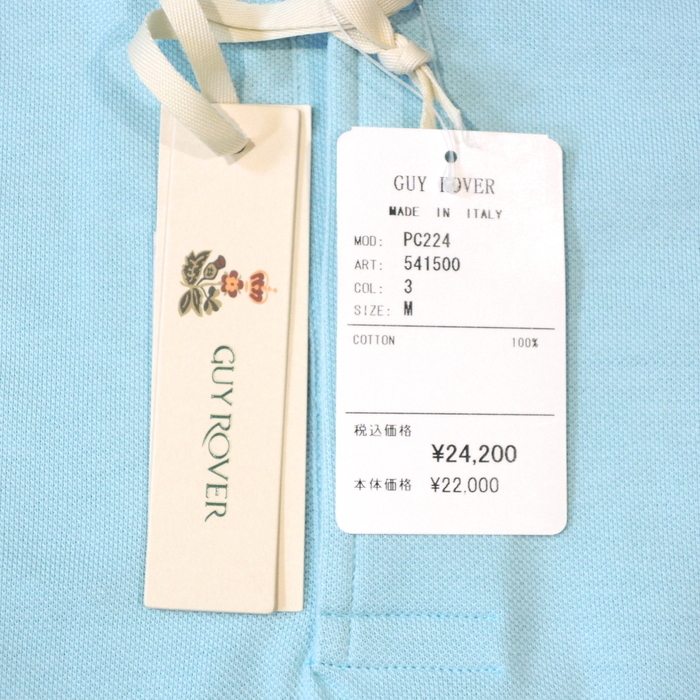 GUY ROVER
GUY ROVER
MADE IN ITALY
MOD: PC224
ART: 541500
COL: 3
SIZE: M
COTTON 100%
税込価格
¥24,200
本体価格 ¥22,000